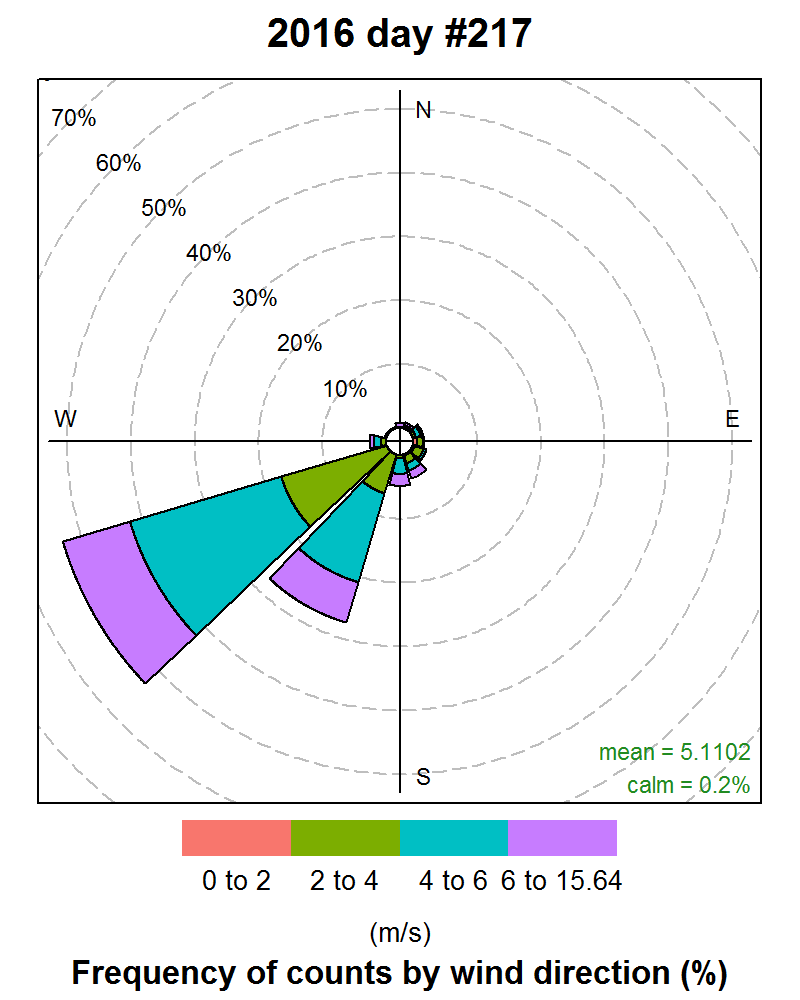 2016 day #217
N
70%
60%
50%
40%
30%
20%
10%
W
E
S
mean = 5.1102
calm = 0.2%
0 to 2 2 to 4 4 to 6 6 to 15.64
(m/s)
Frequency of counts by wind direction (%)